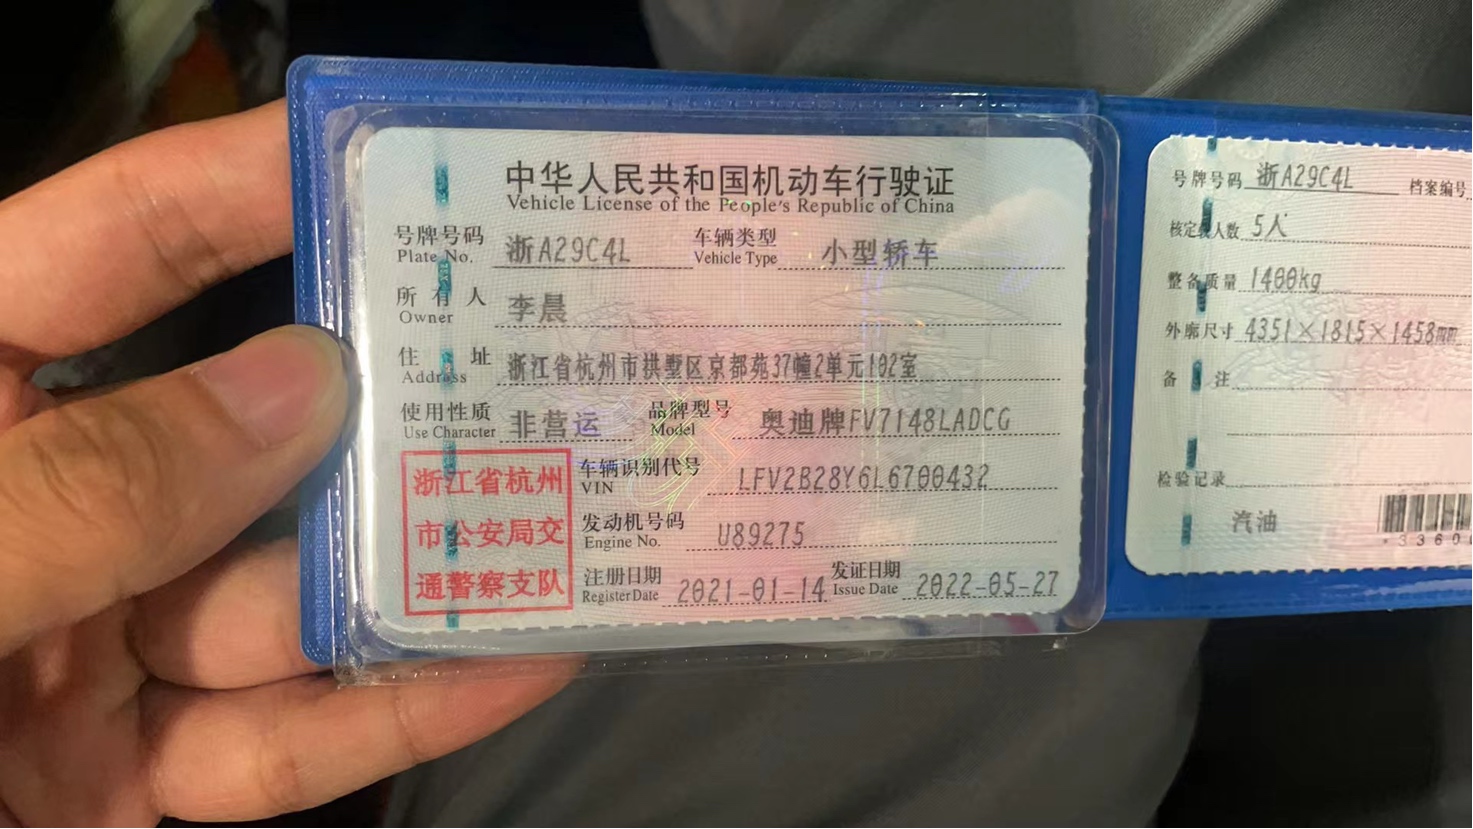 中华人民共和国机动车行驶证
Vehicle License of the People's Republic of China
号牌号码 浙A29C4L 车辆类型 小型轿车
Plate No. Vehicle Type
所有人 李晨
Owner
住址 浙江省杭州市拱墅区京都苑37幢2单元102室
Address
使用性质 非营运 品牌型号 奥迪牌FV7148LADCG
Use Character Model
车辆识别代号 LFV2B28Y6L6700432
VIN
发动机号码 U89275
Engine No.
注册日期 2021-01-14 发证日期 2022-05-27
Register Date Issue Date
浙江省杭州
市公安局交
通警察支队
号牌号码 浙A29C4L 档案编号
核定载人数 5人
整备质量 1400kg
外廓尺寸 4351×1815×1458mm
备注
检验记录
汽油
*3360